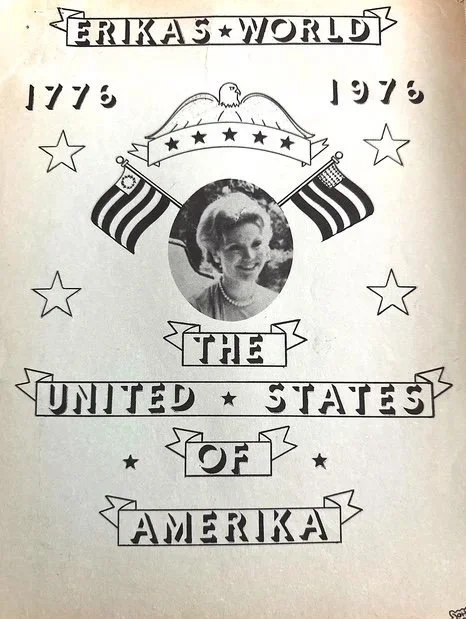 ERIKAS★WORLD
1776 1976
THE
UNITED ★ STATES
OF
AMERIKA